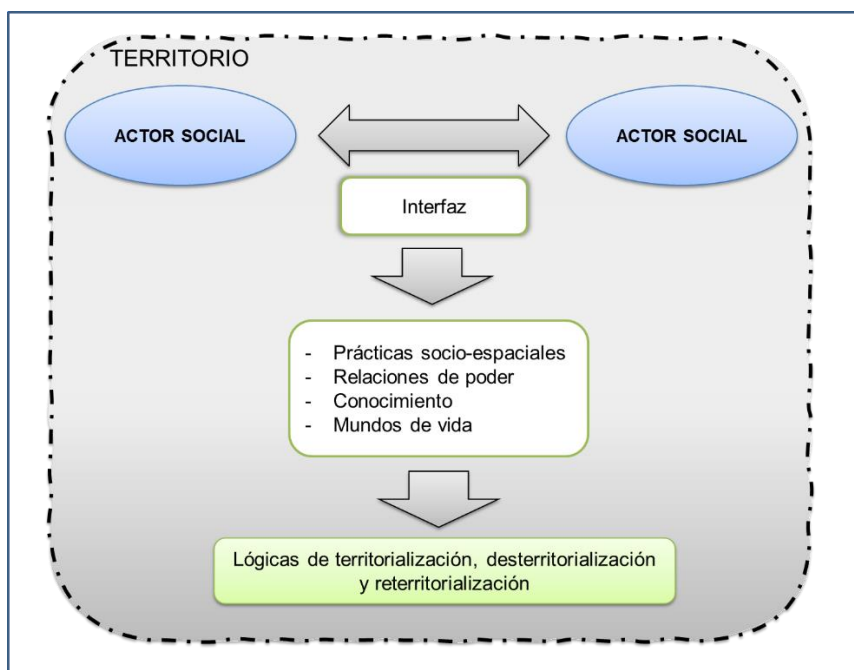 TERRITORIO
ACTOR SOCIAL
ACTOR SOCIAL
Interfaz
- Prácticas socio-espaciales
- Relaciones de poder
- Conocimiento
- Mundos de vida
Lógicas de territorialización, desterritorialización
y reterritorialización